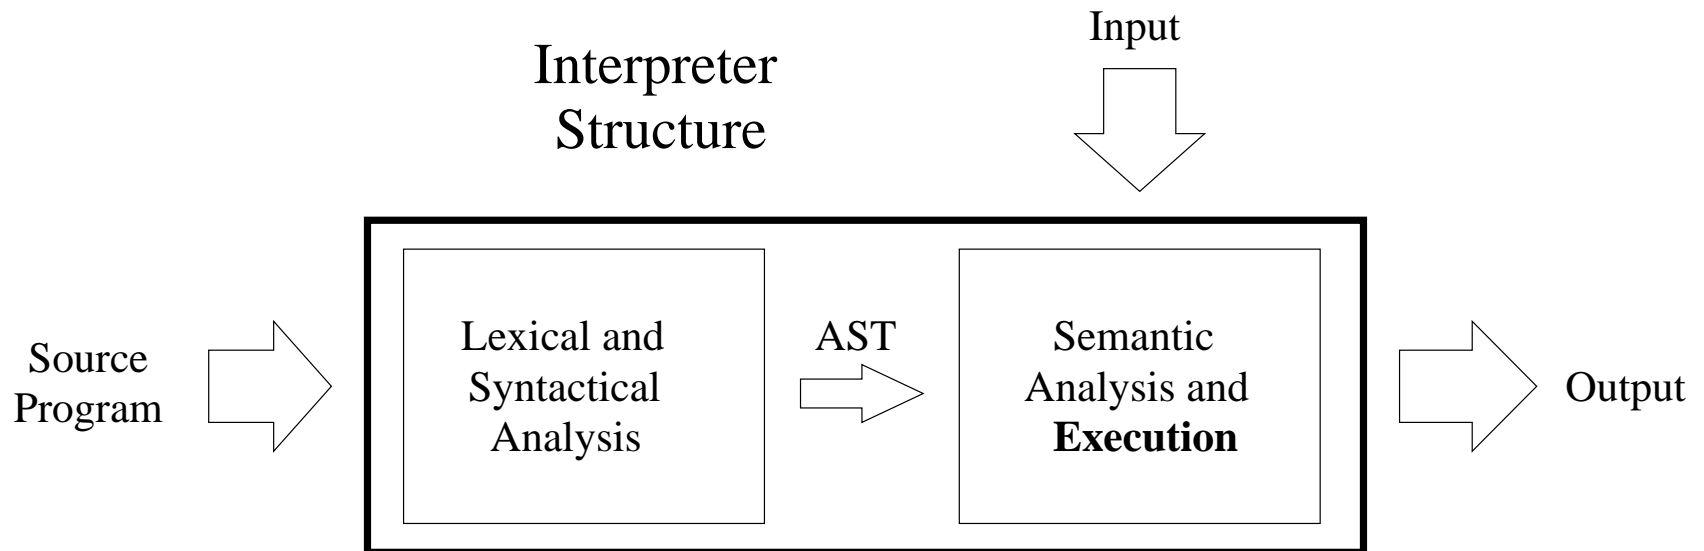 Input
Interpreter
Structure
Source
Program
Lexical and
Syntactical
Analysis
AST
Semantic
Analysis and
Execution
Output